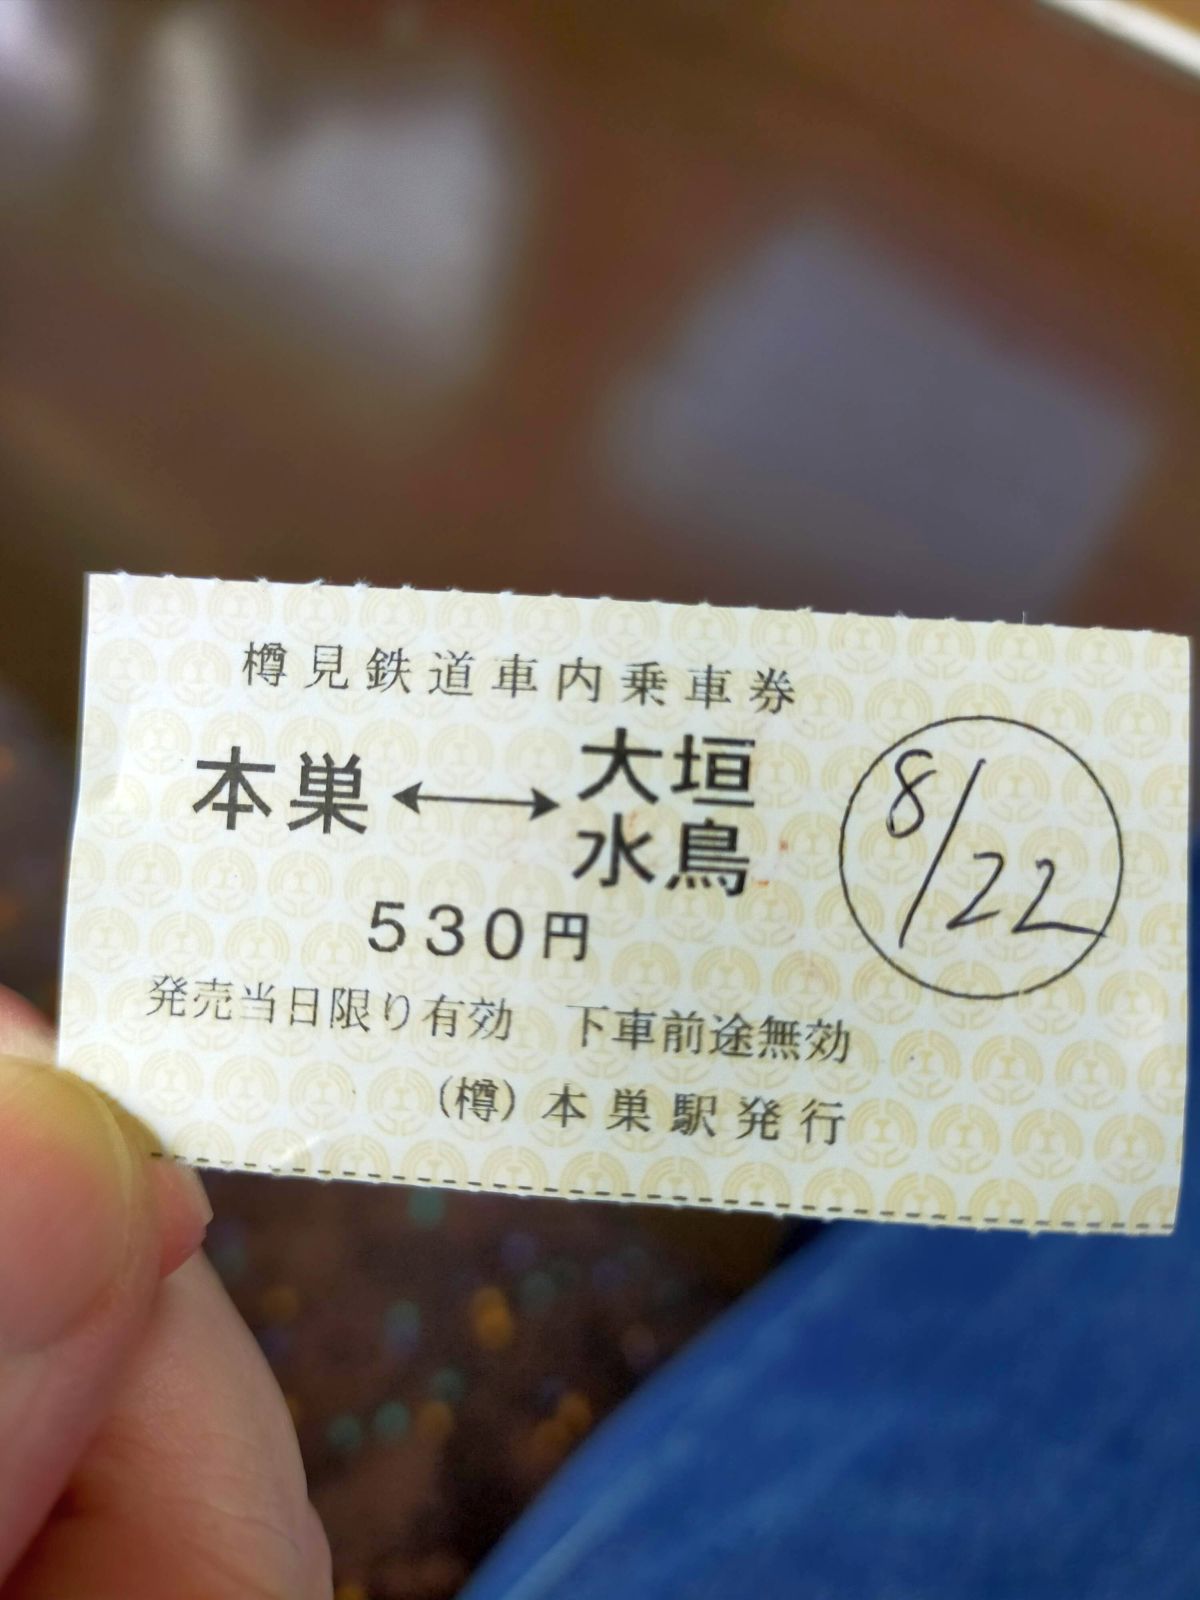 樽見鉄道車内乗車券
本巣←→大垣
水鳥
8/22
530円
発売当日限り有効　下車前途無効
(樽)本巣駅発行